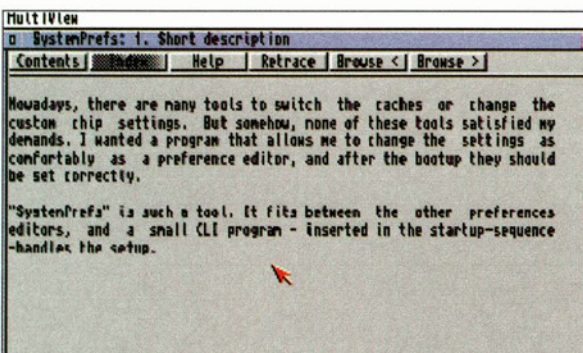 MultiView
SystemPrefs: 1. Short description
Contents Index Help Retrace Browse < Browse >
Nowadays, there are many tools to switch the caches or change the
custom chip settings. But somehow, none of these tools satisfied my
demands. I wanted a program that allows me to change the settings as
comfortably as a preference editor, and after the bootup they should
be set correctly.
"SystemPrefs" is such a tool. It fits between the other preferences
editors, and a small CLI program - inserted in the startup-sequence
-handles the setup.